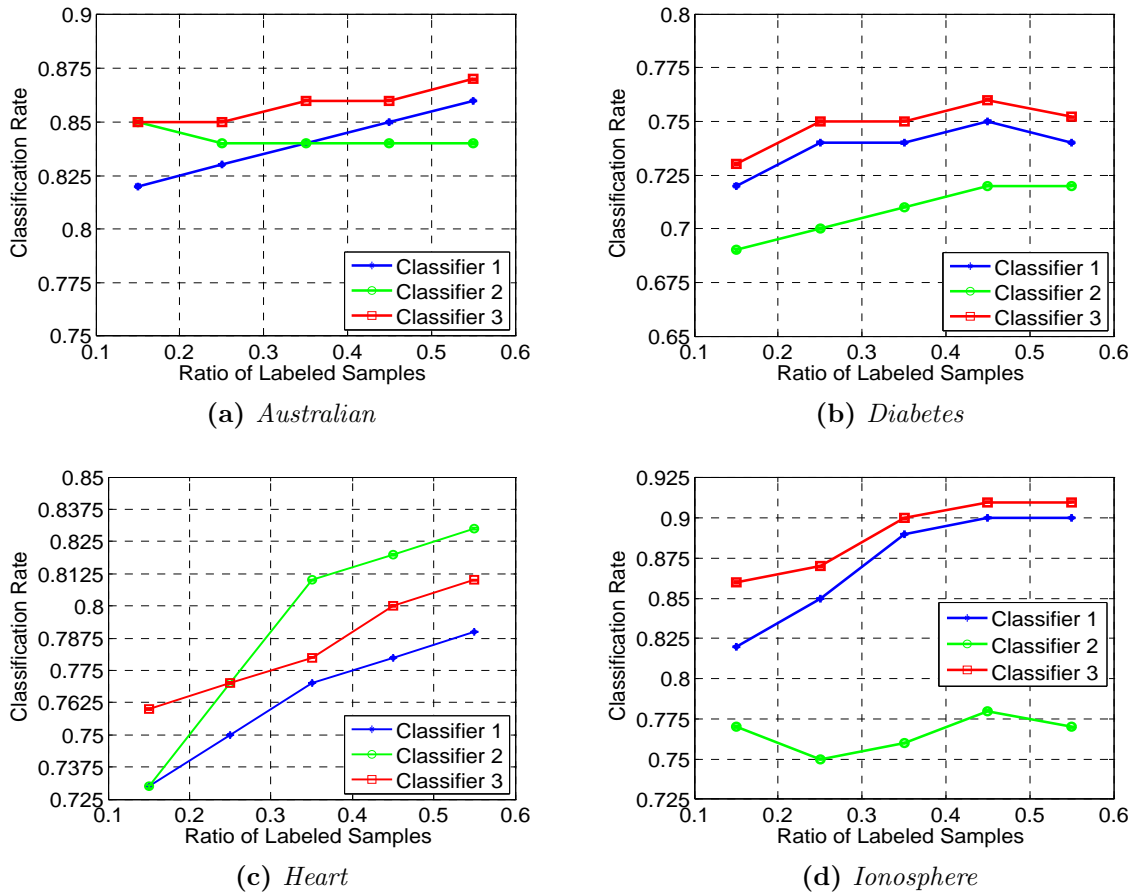 0.9
0.875
0.85
0.825
0.8
0.775
0.75
Classification Rate
Classifier 1
Classifier 2
Classifier 3
0.1 0.2 0.3 0.4 0.5 0.6
Ratio of Labeled Samples
(a) Australian
0.8
0.775
0.75
0.725
0.7
0.675
0.65
Classification Rate
Classifier 1
Classifier 2
Classifier 3
0.1 0.2 0.3 0.4 0.5 0.6
Ratio of Labeled Samples
(b) Diabetes
0.85
0.8375
0.825
0.8125
0.8
0.7875
0.775
0.7625
0.75
0.7375
0.725
Classification Rate
Classifier 1
Classifier 2
Classifier 3
0.1 0.2 0.3 0.4 0.5 0.6
Ratio of Labeled Samples
(c) Heart
0.925
0.9
0.875
0.85
0.825
0.8
0.775
0.75
0.725
Classification Rate
Classifier 1
Classifier 2
Classifier 3
0.1 0.2 0.3 0.4 0.5 0.6
Ratio of Labeled Samples
(d) Ionosphere